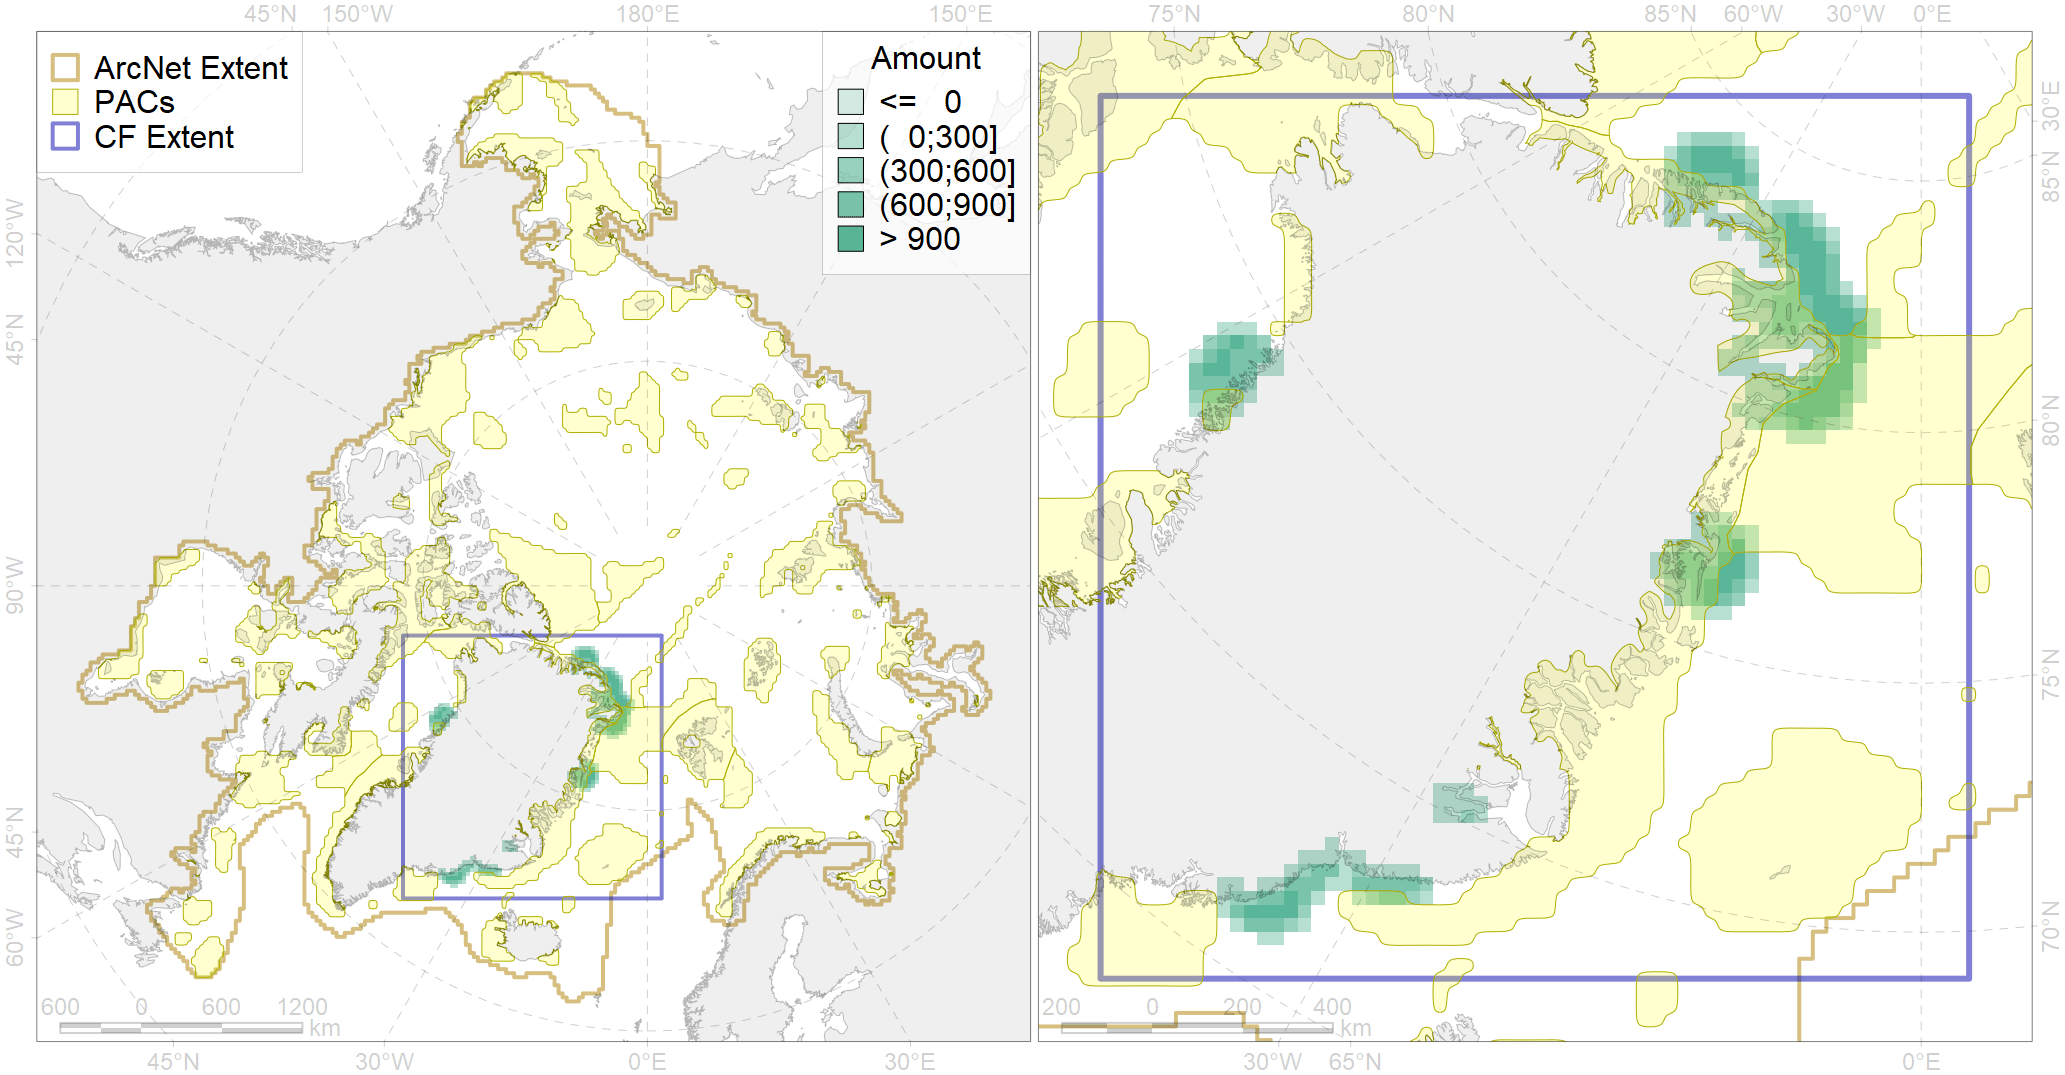 45°N 150°W 180°E 150°E 75°N 80°N 85°N 60°W 30°W 0°E
ArcNet Extent
PACs
CF Extent
Amount
<= 0
( 0;300]
(300;600]
(600;900]
> 900
120°W
45°N
90°W
45°N
60°W
30°E
85°N
80°N
75°N
70°N
600 0 600 1200
km
200 0 200 400
km
45°N 30°W 0°E 30°E 30°W 65°N 0°E